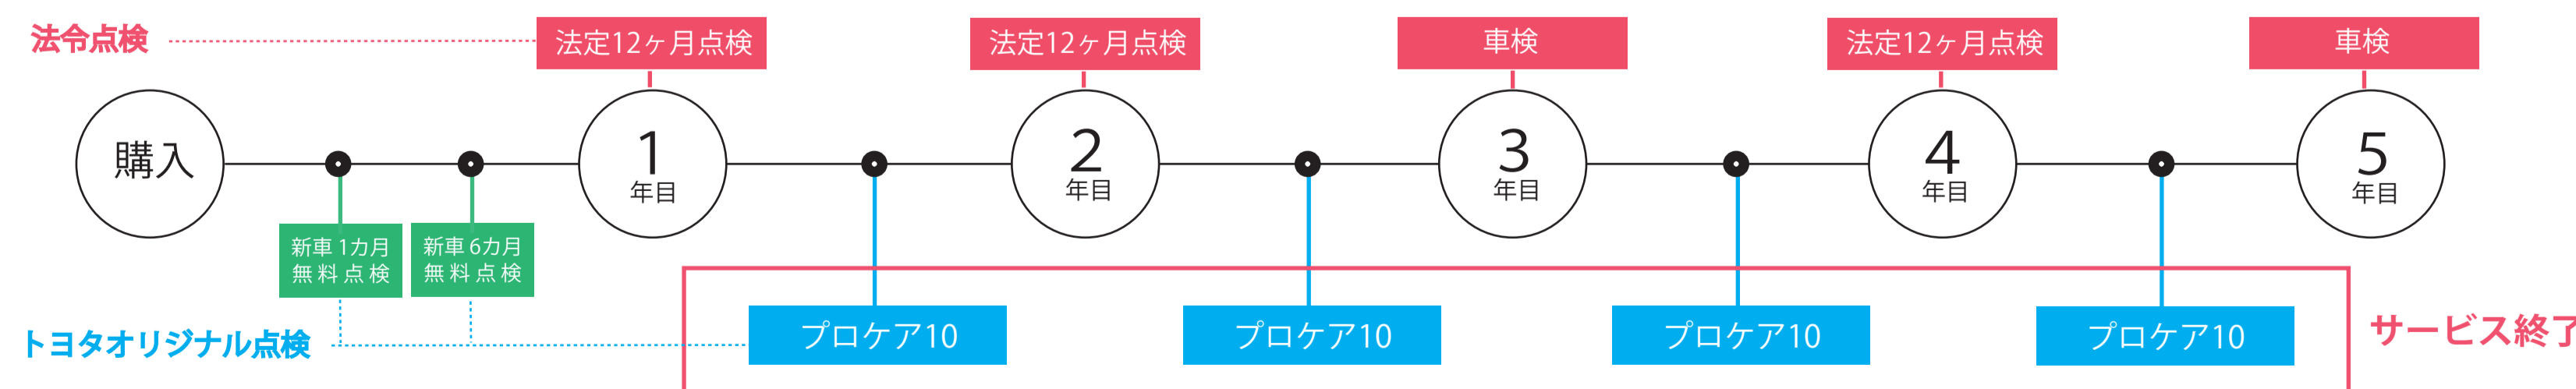 法令点検
法定12ヶ月点検
法定12ヶ月点検
車検
法定12ヶ月点検
車検
購入
1
年目
2
年目
3
年目
4
年目
5
年目
新車1カ月
無料点検
新車6カ月
無料点検
トヨタオリジナル点検
プロケア10
プロケア10
プロケア10
プロケア10
サービス終了